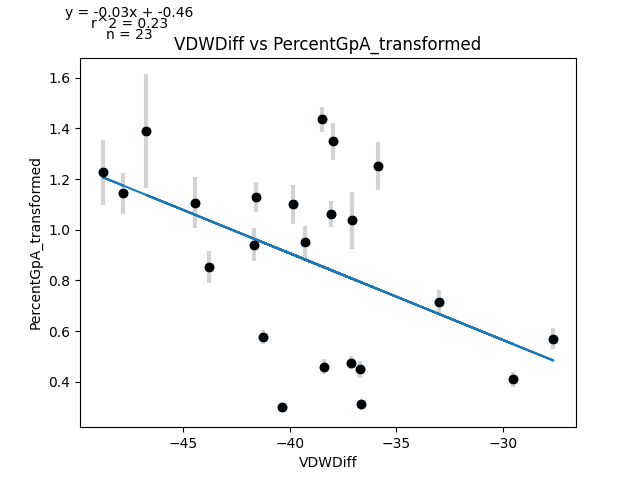 y = -0.03x + -0.46
r^2 = 0.23
n = 23
VDWDiff vs PercentGpA_transformed
1.6
1.4
1.2
1.0
0.8
0.6
0.4
PercentGpA_transformed
−45
−40
−35
−30
VDWDiff